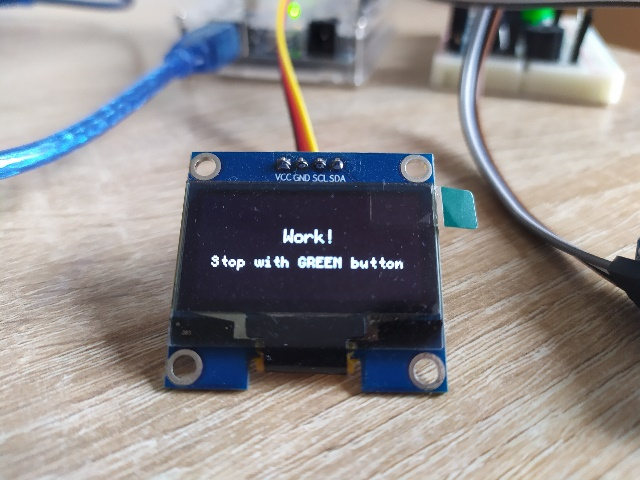 VCC GND SCL SDA
Work!
Stop with GREEN button